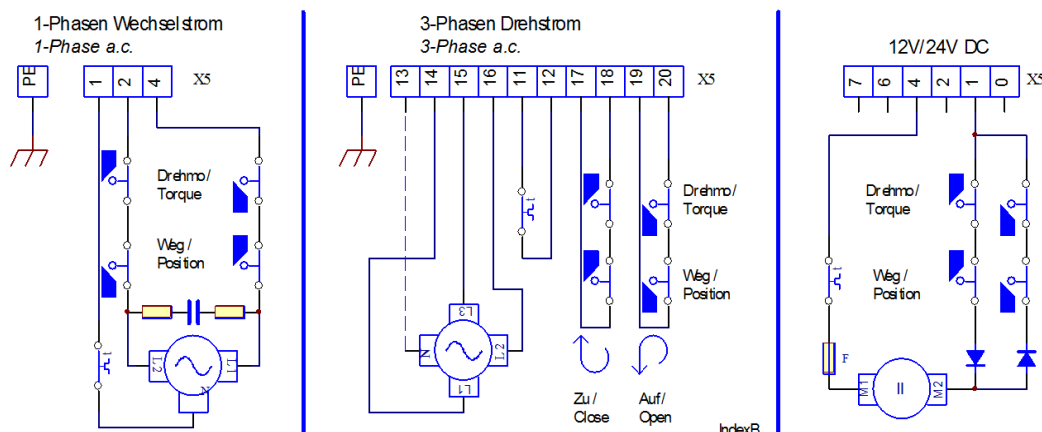 1-Phasen Wechselstrom
1-Phase a.c.
PE
1 2 4
X5
Drehmo/
Torque
Weg/
Position
t
L2
L1
N
3-Phasen Drehstrom
3-Phase a.c.
PE
13 14 15 16 11 12 17 18 19 20
X5
t
Drehmo/
Torque
Weg/
Position
L3
N
L2
L1
Zu/
Close
Auf/
Open
IndexB
12V/24V DC
7 6 4 2 1 0
X5
Drehmo/
Torque
Weg/
Position
t
F
M1
II
M2